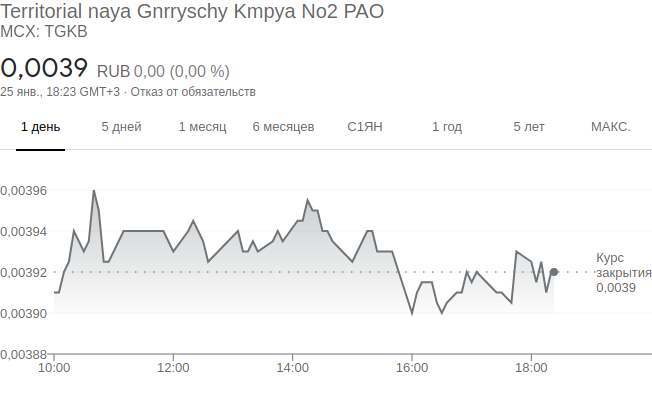 Territorial naya Gnrryschy Kmpya No2 PAO
MCX: TGKB
0,0039 RUB 0,00 (0,00 %)
25 янв., 18:23 GMT+3 · Отказ от обязательств
1 день 5 дней 1 месяц 6 месяцев С1ЯН 1 год 5 лет МАКС.
0,00396
0,00394
Курс
закрытия
0,00392
0,0039
0,00390
0,00388
10:00 12:00 14:00 16:00 18:00